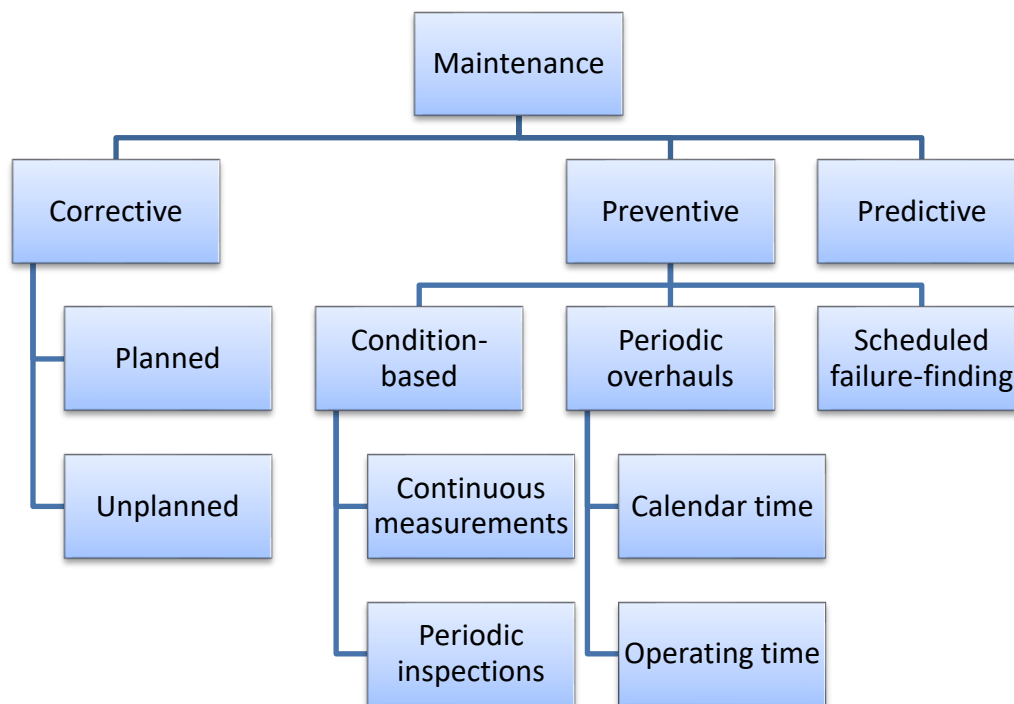 Maintenance
Corrective
Preventive
Predictive
Planned
Condition-
based
Periodic
overhauls
Scheduled
failure-finding
Unplanned
Continuous
measurements
Calendar time
Periodic
inspections
Operating time